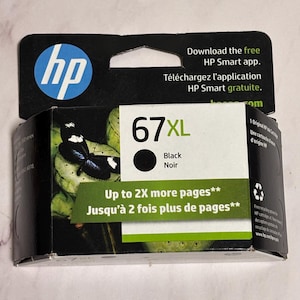 hp
Download the free
HP Smart app.
Téléchargez l'application
HP Smart gratuite.
67XL
Black
Noir
Up to 2X more pages**
Jusqu'à 2 fois plus de pages**